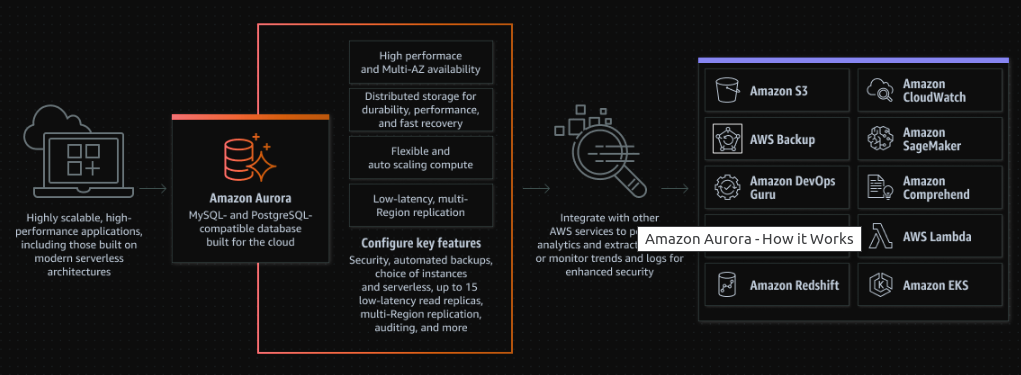 Highly scalable, high-
performance applications,
including those built on
modern serverless
architectures
Amazon Aurora
MySQL- and PostgreSQL-
compatible database
built for the cloud
High performace
and Multi-AZ availability
Distributed storage for
durability, performance,
and fast recovery
Flexible and
auto scaling compute
Low-latency, multi-
Region replication
Configure key features
Security, automated backups,
choice of instances
and serverless, up to 15
low-latency read replicas,
multi-Region replication,
auditing, and more
Integrate with other
AWS services to
analytics and extract
or monitor trends and logs for
enhanced security
Amazon Aurora - How it Works
Amazon S3
Amazon
CloudWatch
AWS Backup
Amazon
SageMaker
Amazon DevOps
Guru
Amazon
Comprehend
AWS Lambda
Amazon Redshift
Amazon EKS